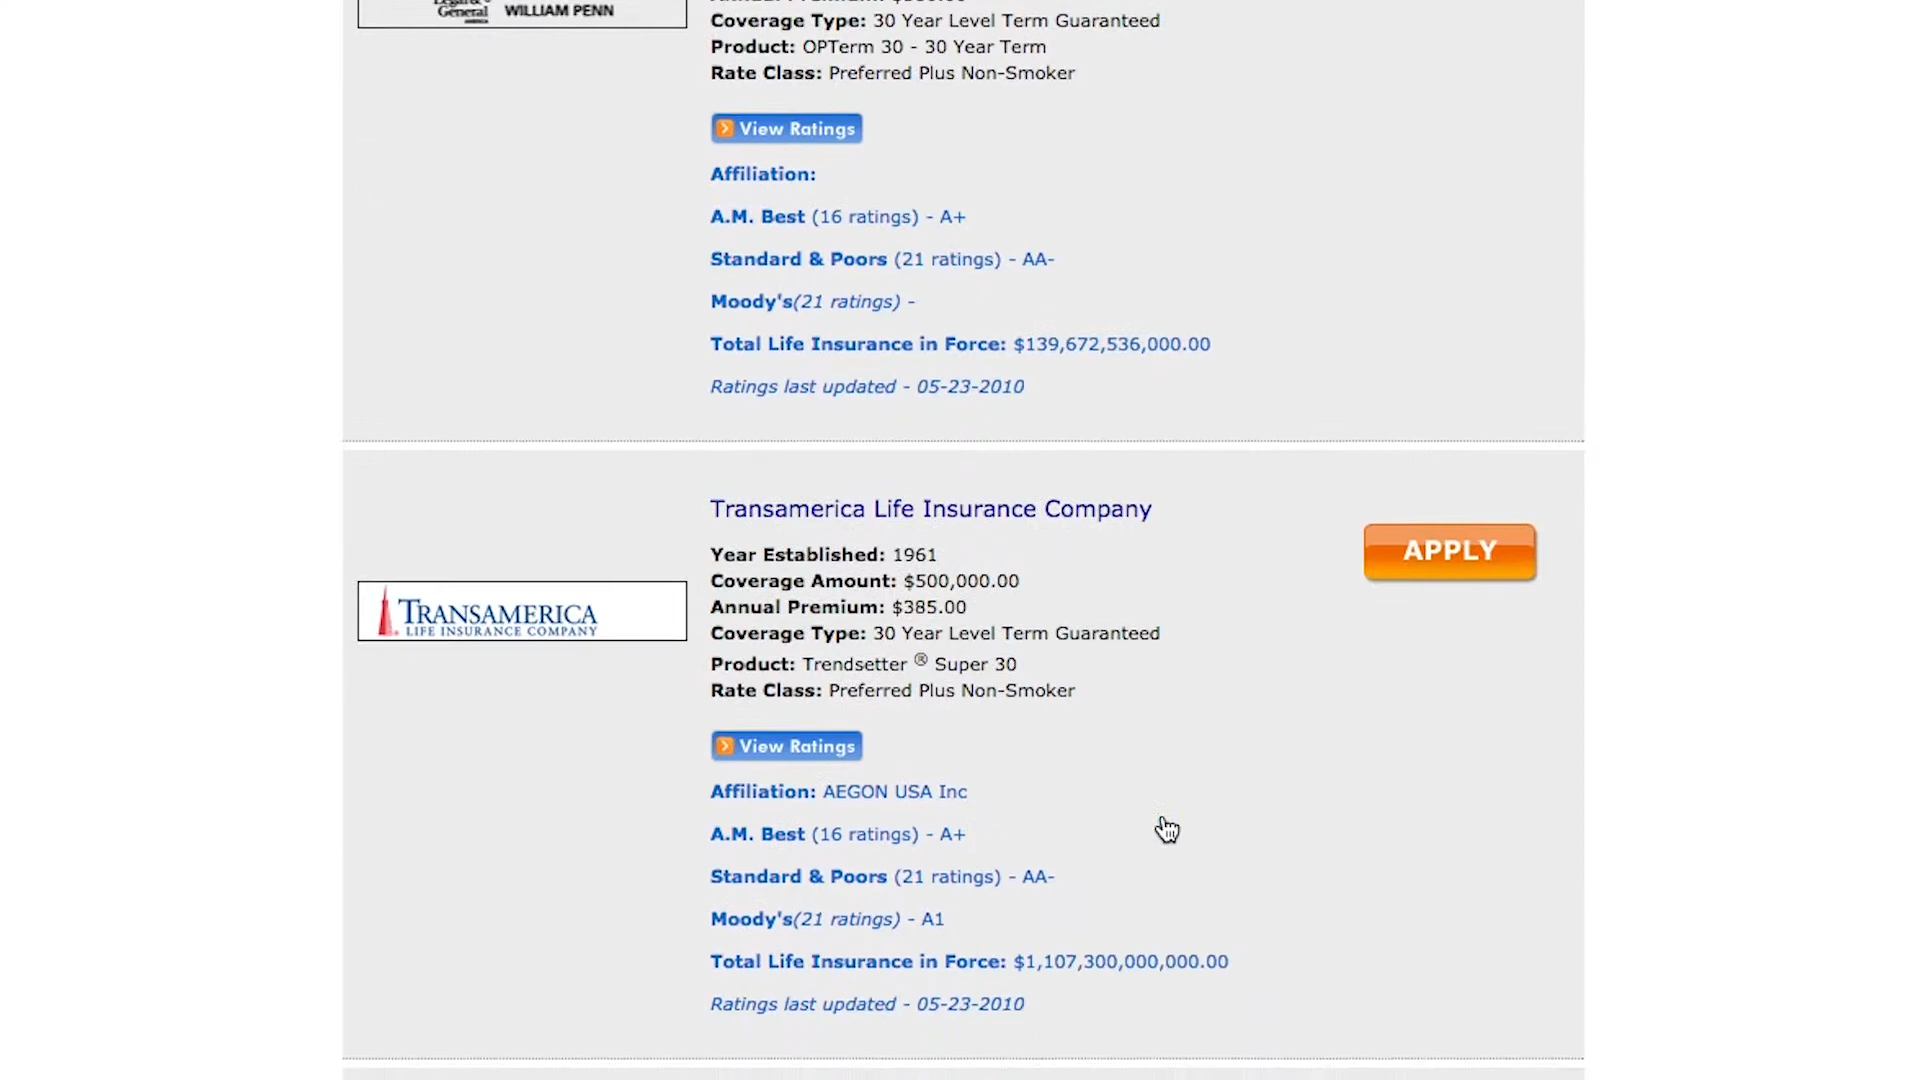 General
WILLIAM PENN
Coverage Type: 30 Year Level Term Guaranteed
Product: OPTerm 30 - 30 Year Term
Rate Class: Preferred Plus Non-Smoker
View Ratings
Affiliation:
A.M. Best (16 ratings) - A+
Standard & Poors (21 ratings) - AA-
Moody's(21 ratings) -
Total Life Insurance in Force: $139,672,536,000.00
Ratings last updated - 05-23-2010
TRANSAMERICA
LIFE INSURANCE COMPANY
Transamerica Life Insurance Company
Year Established: 1961
Coverage Amount: $500,000.00
Annual Premium: $385.00
Coverage Type: 30 Year Level Term Guaranteed
Product: Trendsetter ® Super 30
Rate Class: Preferred Plus Non-Smoker
View Ratings
Affiliation: AEGON USA Inc
A.M. Best (16 ratings) - A+
Standard & Poors (21 ratings) - AA-
Moody's(21 ratings) - A1
Total Life Insurance in Force: $1,107,300,000,000.00
Ratings last updated - 05-23-2010
APPLY